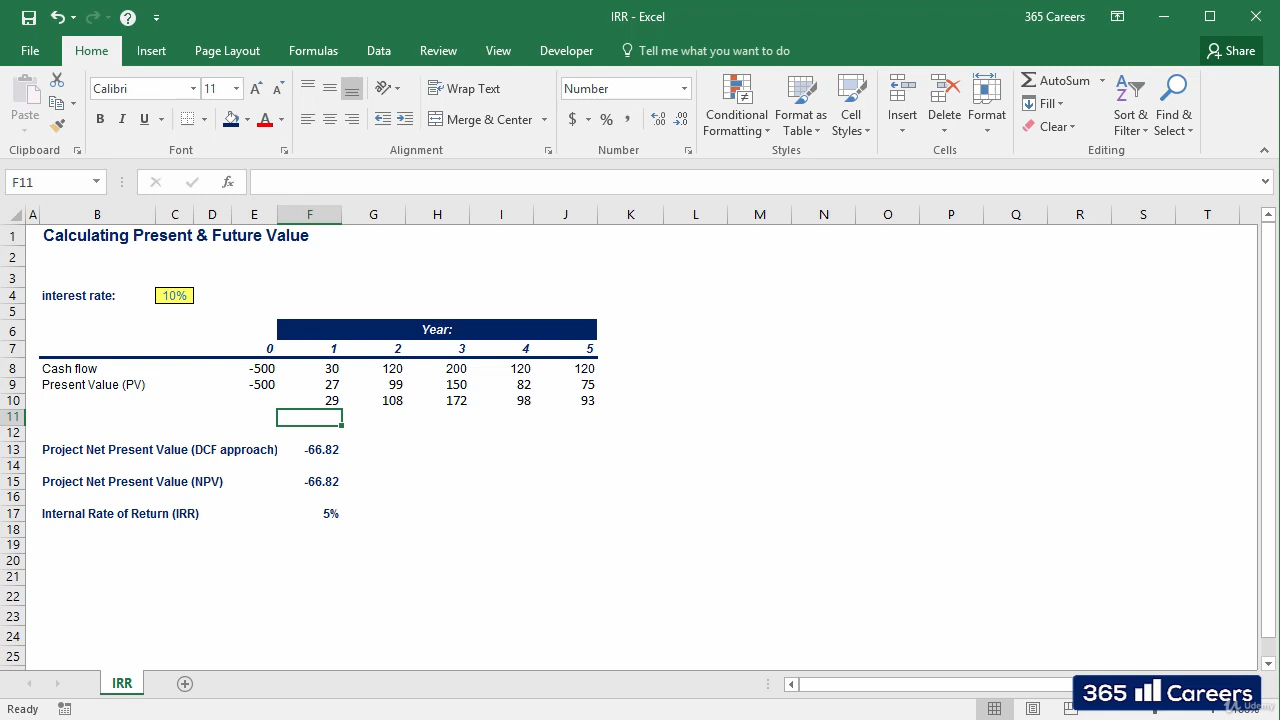 IRR - Excel
365 Careers
File Home Insert Page Layout Formulas Data Review View Developer Tell me what you want to do Share
Paste
Calibri 11
Wrap Text
Number
Conditional Formatting
Format as Table
Cell Styles
Insert Delete Format
AutoSum
Fill
Clear
Sort & Filter
Find & Select
B I U
Merge & Center
$ % ,
Clipboard Font Alignment Number Styles Cells Editing
F11 fx
A B C D E F G H I J K L M N O P Q R S T
1 Calculating Present & Future Value
2
3
4 interest rate: 10%
5
6 Year:
7 0 1 2 3 4 5
8 Cash flow -500 30 120 200 120 120
9 Present Value (PV) -500 27 99 150 82 75
10 29 108 172 98 93
11
12
13 Project Net Present Value (DCF approach) -66.82
14
15 Project Net Present Value (NPV) -66.82
16
17 Internal Rate of Return (IRR) 5%
18
19
20
21
22
23
24
25
IRR
Ready
365 Careers
Udemy